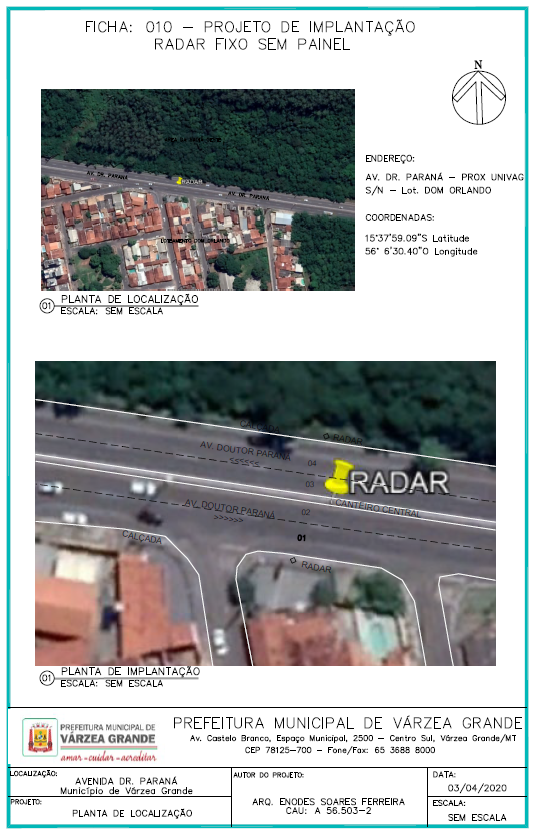 FICHA: 010 - PROJETO DE IMPLANTAÇÃO
RADAR FIXO SEM PAINEL
N
AV. DR. PARANÁ
RADAR
AV. DR. PARANÁ
LOTEAMENTO DOM ORLANDO
ENDEREÇO:
AV. DR. PARANÁ - PROX UNIVAG
S/N - Lot. DOM ORLANDO
COORDENADAS:
15°37'59.09"S Latitude
56° 6'30.40"O Longitude
01 PLANTA DE LOCALIZAÇÃO
ESCALA: SEM ESCALA
CALÇADA
RADAR
AV. DOUTOR PARANÁ
<<<<<<
04
03
RADAR
CANTEIRO CENTRAL
AV. DOUTOR PARANÁ
>>>>>>
02
01
CALÇADA
RADAR
01 PLANTA DE IMPLANTAÇÃO
ESCALA: SEM ESCALA
PREFEITURA MUNICIPAL DE
VÁRZEA GRANDE
amar - cuidar - acreditar
PREFEITURA MUNICIPAL DE VÁRZEA GRANDE
Av. Castelo Branco, Espaço Municipal, 2500 - Centro Sul, Várzea Grande/MT
CEP 78125-700 - Fone/Fax: 65 3688 8000
LOCALIZAÇÃO:
AVENIDA DR. PARANÁ
Município de Várzea Grande
PROJETO:
PLANTA DE LOCALIZAÇÃO
AUTOR DO PROJETO:
ARQ. ENODES SOARES FERREIRA
CAU: A 56.503-2
DATA:
03/04/2020
ESCALA:
SEM ESCALA